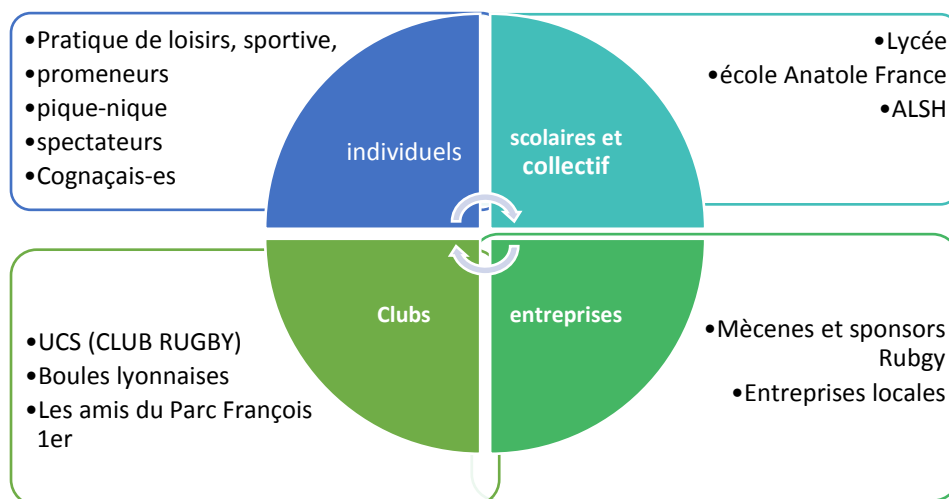 •Pratique de loisirs, sportive,
•promeneurs
•pique-nique
•spectateurs
•Cognaçais-es
individuels
scolaires et
collectif
•Lycée
•école Anatole France
•ALSH
Clubs
•UCS (CLUB RUGBY)
•Boules lyonnaises
•Les amis du Parc François
1er
entreprises
•Mècenes et sponsors
Rubgy
•Entreprises locales